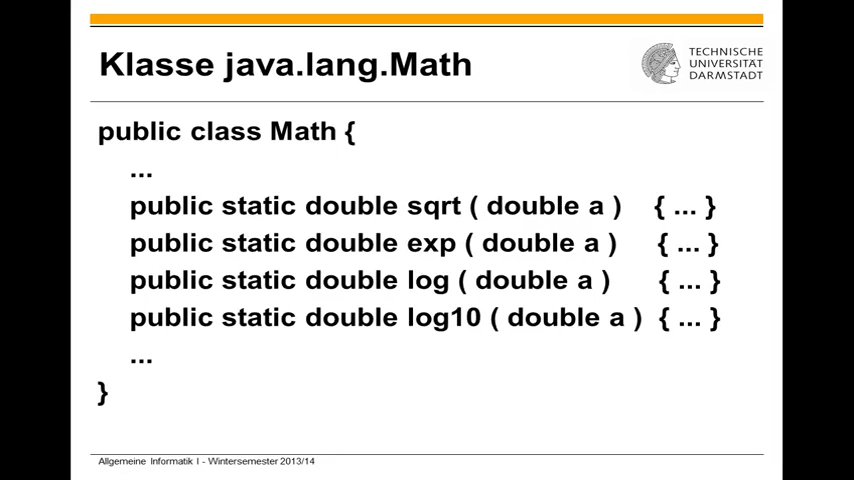 Klasse java.lang.Math
TECHNISCHE
UNIVERSITÄT
DARMSTADT
public class Math {
...
public static double sqrt ( double a ) { ... }
public static double exp ( double a ) { ... }
public static double log ( double a ) { ... }
public static double log10 ( double a ) { ... }
...
}
Allgemeine Informatik I - Wintersemester 2013/14